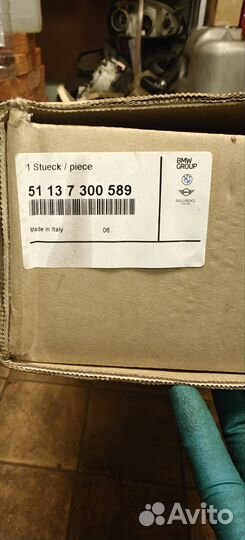 1 Stueck / piece
BMW
GROUP
51 13 7 300 589
Made in Italy
06
Avito